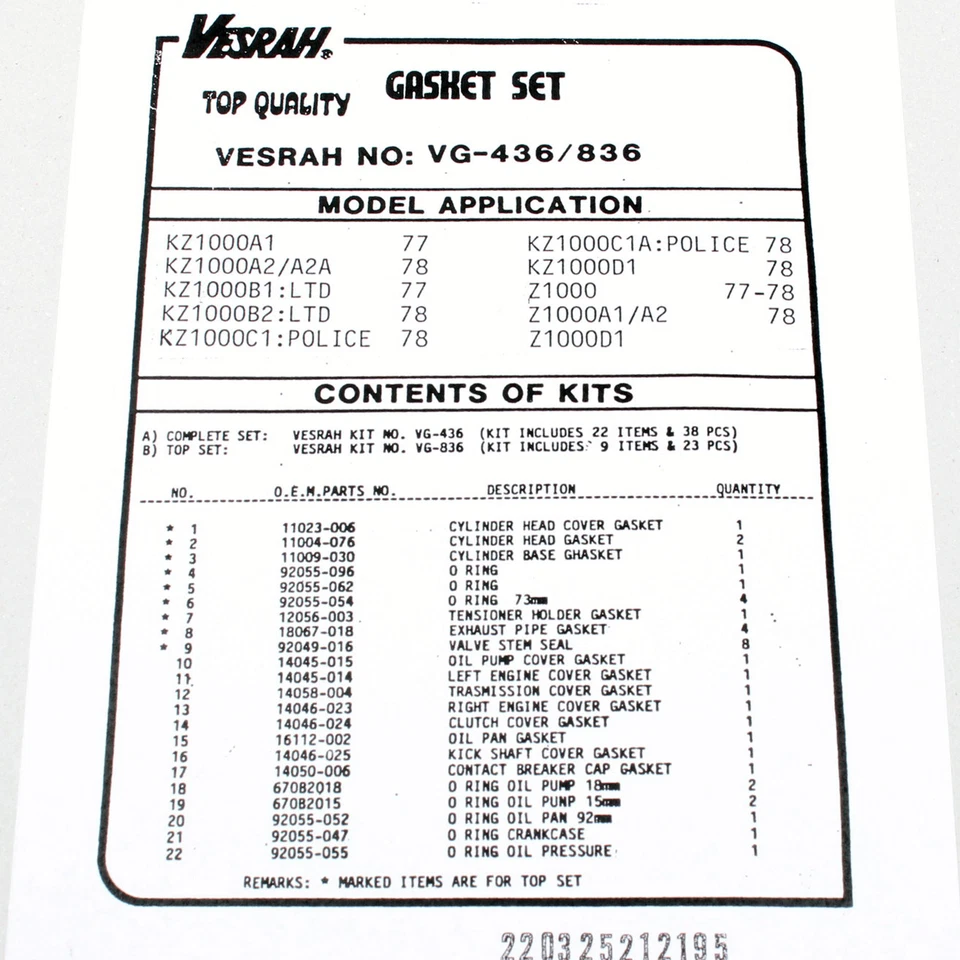 VESRAH®
TOP QUALITY GASKET SET
VESRAH NO: VG-436/836
MODEL APPLICATION
KZ1000A1 77 KZ1000C1A:POLICE 78
KZ1000A2/A2A 78 KZ1000D1 78
KZ1000B1:LTD 77 Z1000 77-78
KZ1000B2:LTD 78 Z1000A1/A2 78
KZ1000C1:POLICE 78 Z1000D1
CONTENTS OF KITS
A) COMPLETE SET: VESRAH KIT NO. VG-436 (KIT INCLUDES 22 ITEMS & 38 PCS)
B) TOP SET: VESRAH KIT NO. VG-836 (KIT INCLUDES 9 ITEMS & 23 PCS)
NO. O.E.M.PARTS NO. DESCRIPTION QUANTITY
* 1 11023-006 CYLINDER HEAD COVER GASKET 1
* 2 11004-076 CYLINDER HEAD GASKET 2
* 3 11009-030 CYLINDER BASE GHASKET 1
* 4 92055-096 O RING 1
* 5 92055-062 O RING 1
* 6 92055-054 O RING 73mm 4
* 7 12056-003 TENSIONER HOLDER GASKET 1
* 8 18067-018 EXHAUST PIPE GASKET 4
* 9 92049-016 VALVE STEM SEAL 8
10 14045-015 OIL PUMP COVER GASKET 1
11 14045-014 LEFT ENGINE COVER GASKET 1
12 14058-004 TRASMISSION COVER GASKET 1
13 14046-023 RIGHT ENGINE COVER GASKET 1
14 14046-024 CLUTCH COVER GASKET 1
15 16112-002 OIL PAN GASKET 1
16 14046-025 KICK SHAFT COVER GASKET 1
17 14050-006 CONTACT BREAKER CAP GASKET 1
18 670B2018 O RING OIL PUMP 18mm 2
19 670B2015 O RING OIL PUNP 15mm 2
20 92055-052 O RING OIL PAN 92mm 1
21 92055-047 O RING CRANKCASE 1
22 92055-055 O RING OIL PRESSURE 1
REMARKS: * MARKED ITEMS ARE FOR TOP SET
220325212195